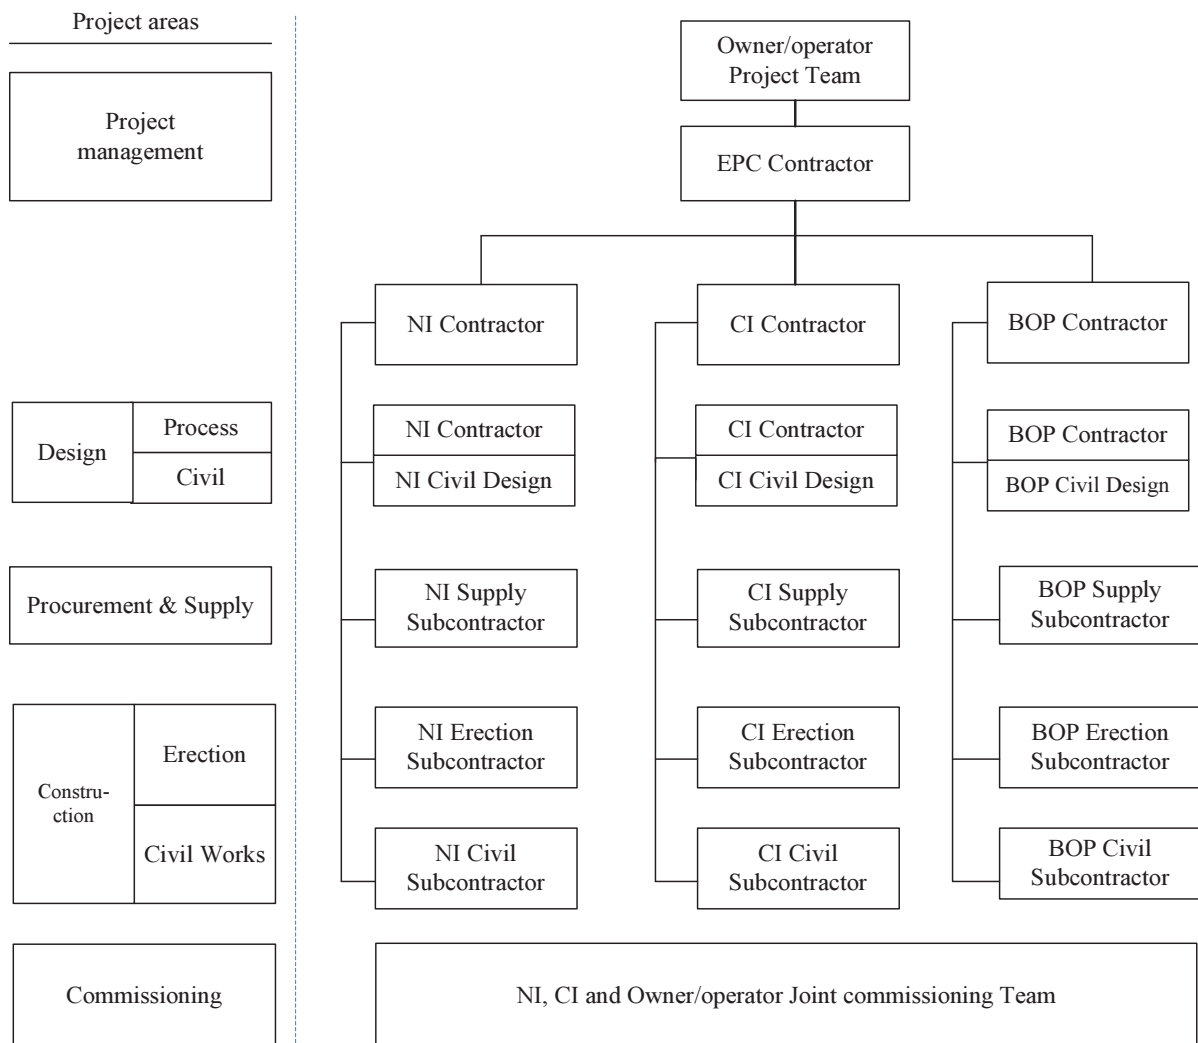 Project areas
Owner/operator
Project Team
Project
management
EPC Contractor
NI Contractor
CI Contractor
BOP Contractor
Design
Process
Civil
NI Contractor
NI Civil Design
CI Contractor
CI Civil Design
BOP Contractor
BOP Civil Design
Procurement & Supply
NI Supply
Subcontractor
CI Supply
Subcontractor
BOP Supply
Subcontractor
Constru-
ction
Erection
Civil Works
NI Erection
Subcontractor
CI Erection
Subcontractor
BOP Erection
Subcontractor
NI Civil
Subcontractor
CI Civil
Subcontractor
BOP Civil
Subcontractor
Commissioning
NI, CI and Owner/operator Joint commissioning Team